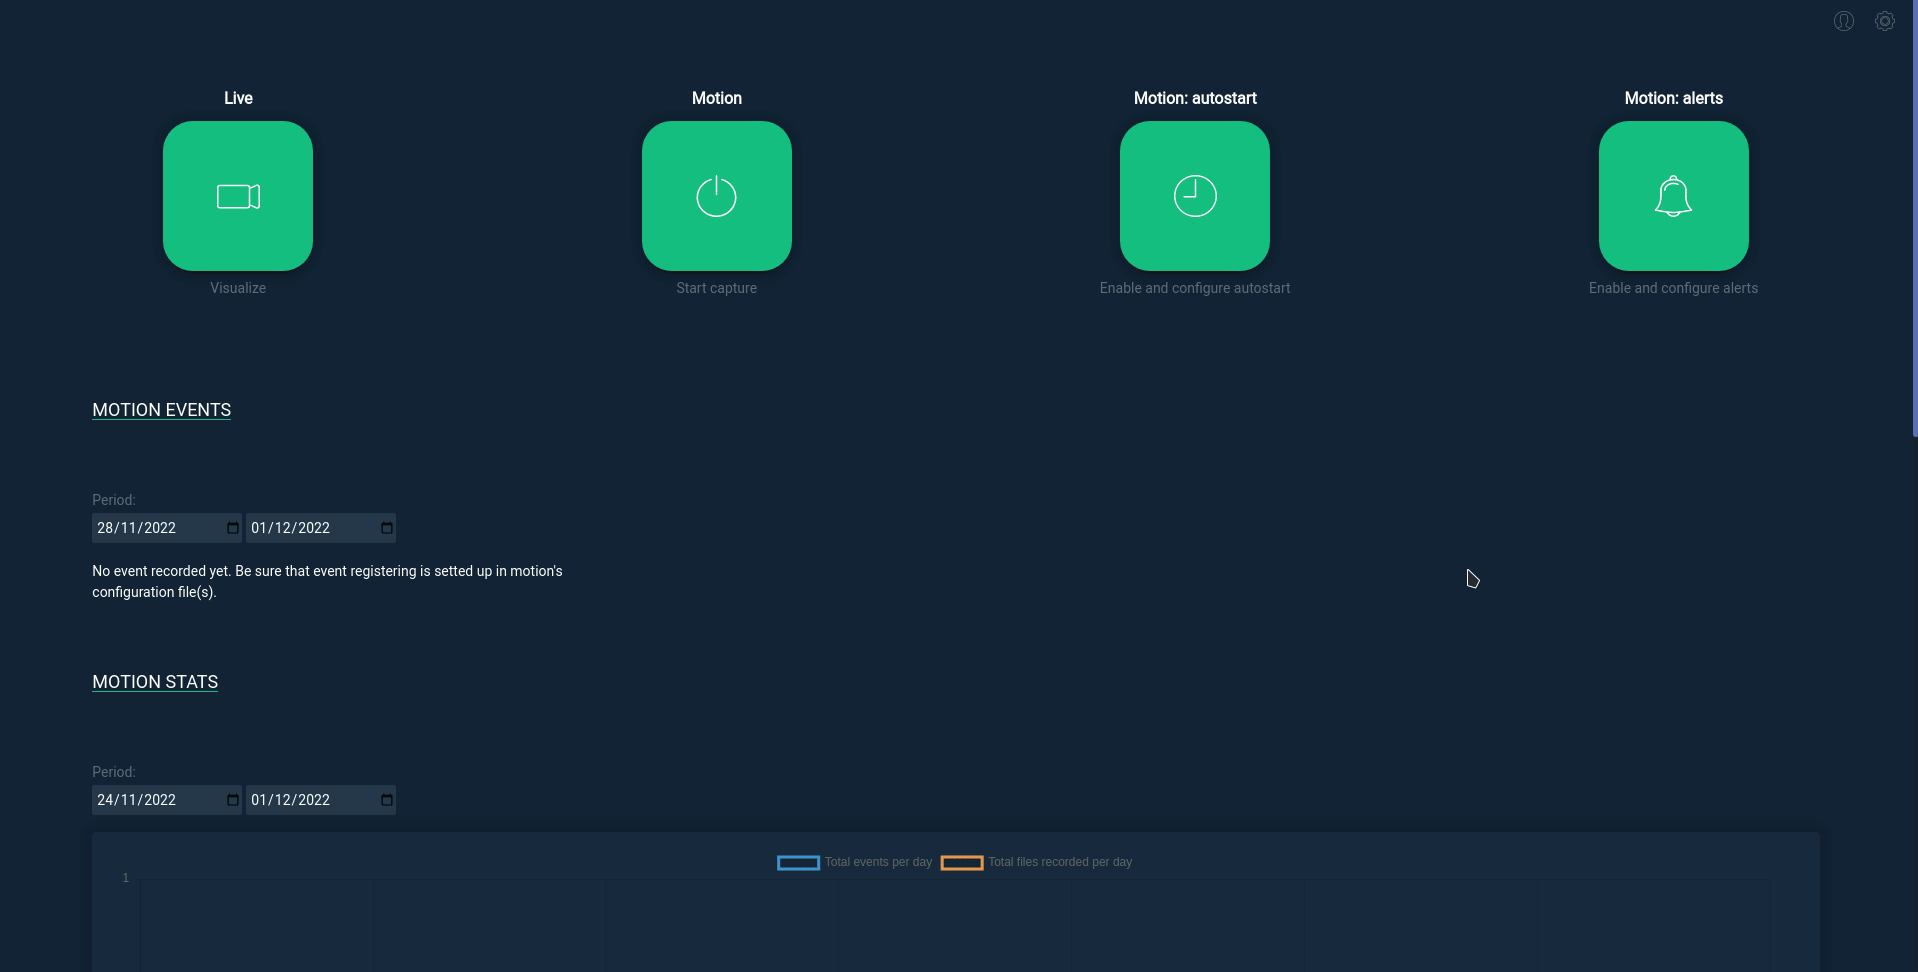 Live
Motion
Motion: autostart
Motion: alerts
Visualize
Start capture
Enable and configure autostart
Enable and configure alerts
MOTION EVENTS
Period:
28/11/2022 01/12/2022
No event recorded yet. Be sure that event registering is setted up in motion's
configuration file(s).
MOTION STATS
Period:
24/11/2022 01/12/2022
Total events per day Total files recorded per day
1